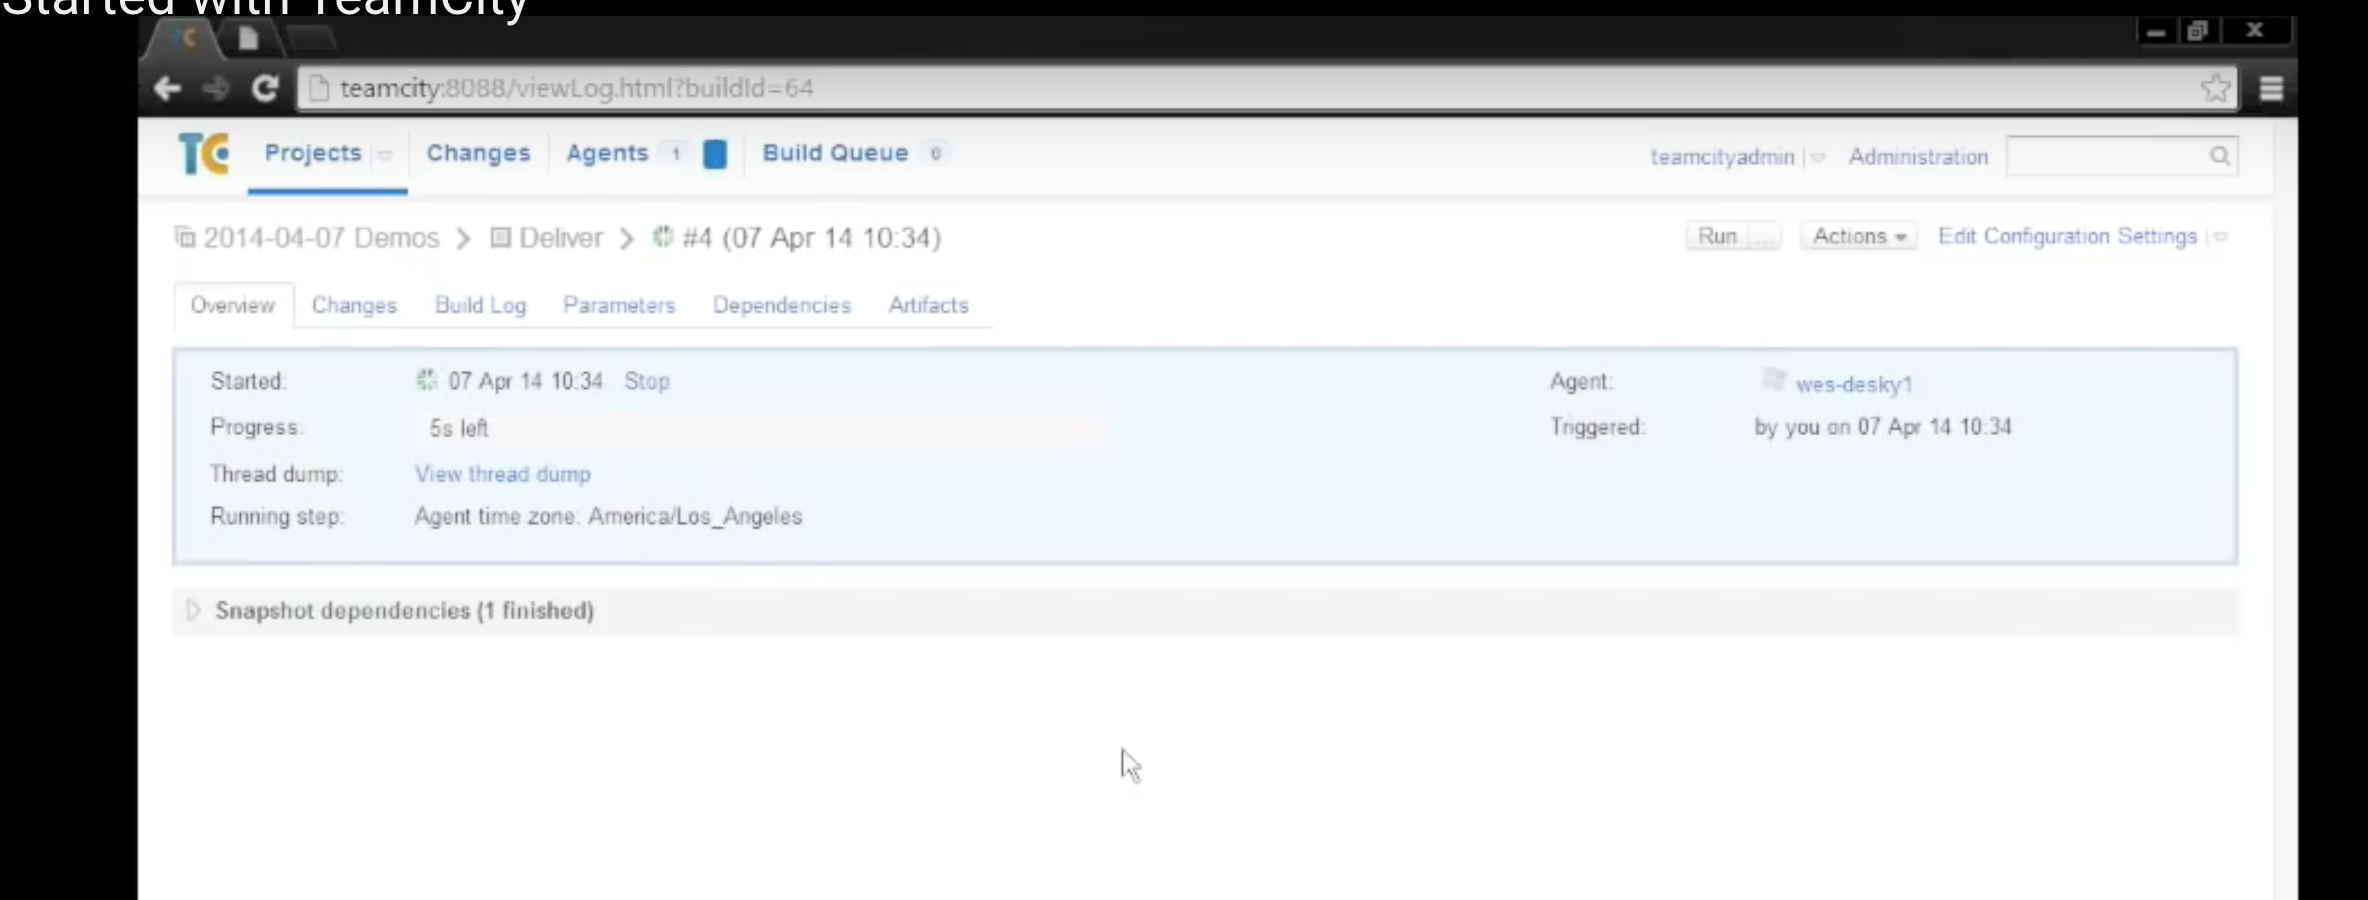 Started with TeamCity
teamcity:8088/viewLog.html?buildId=64
TC Projects Changes Agents 1 Build Queue 0 teamcityadmin Administration
2014-04-07 Demos > Deliver > #4 (07 Apr 14 10:34) Run ... Actions Edit Configuration Settings
Overview Changes Build Log Parameters Dependencies Artifacts
Started: 07 Apr 14 10:34 Stop Agent: wes-desky1
Progress: 5s left Triggered: by you on 07 Apr 14 10:34
Thread dump: View thread dump
Running step: Agent time zone: America/Los_Angeles
Snapshot dependencies (1 finished)